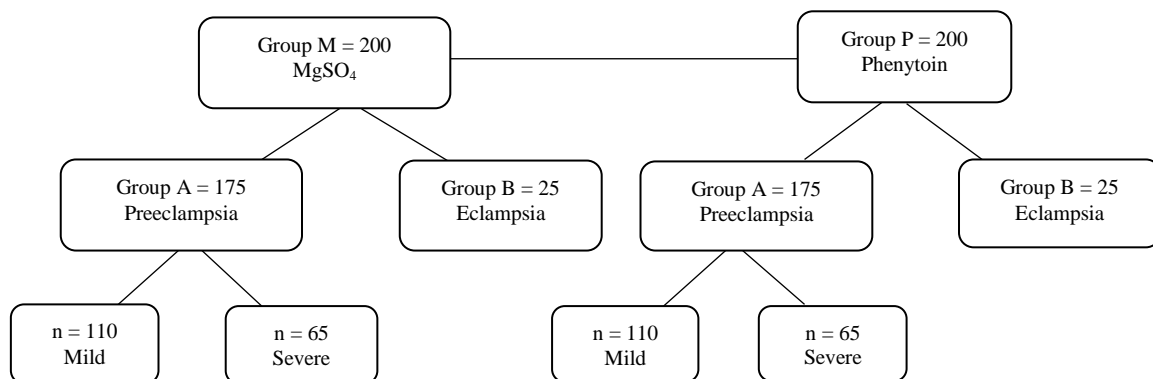 Group M = 200
MgSO₄
Group P = 200
Phenytoin
Group A = 175
Preeclampsia
Group B = 25
Eclampsia
Group A = 175
Preeclampsia
Group B = 25
Eclampsia
n = 110
Mild
n = 65
Severe
n = 110
Mild
n = 65
Severe